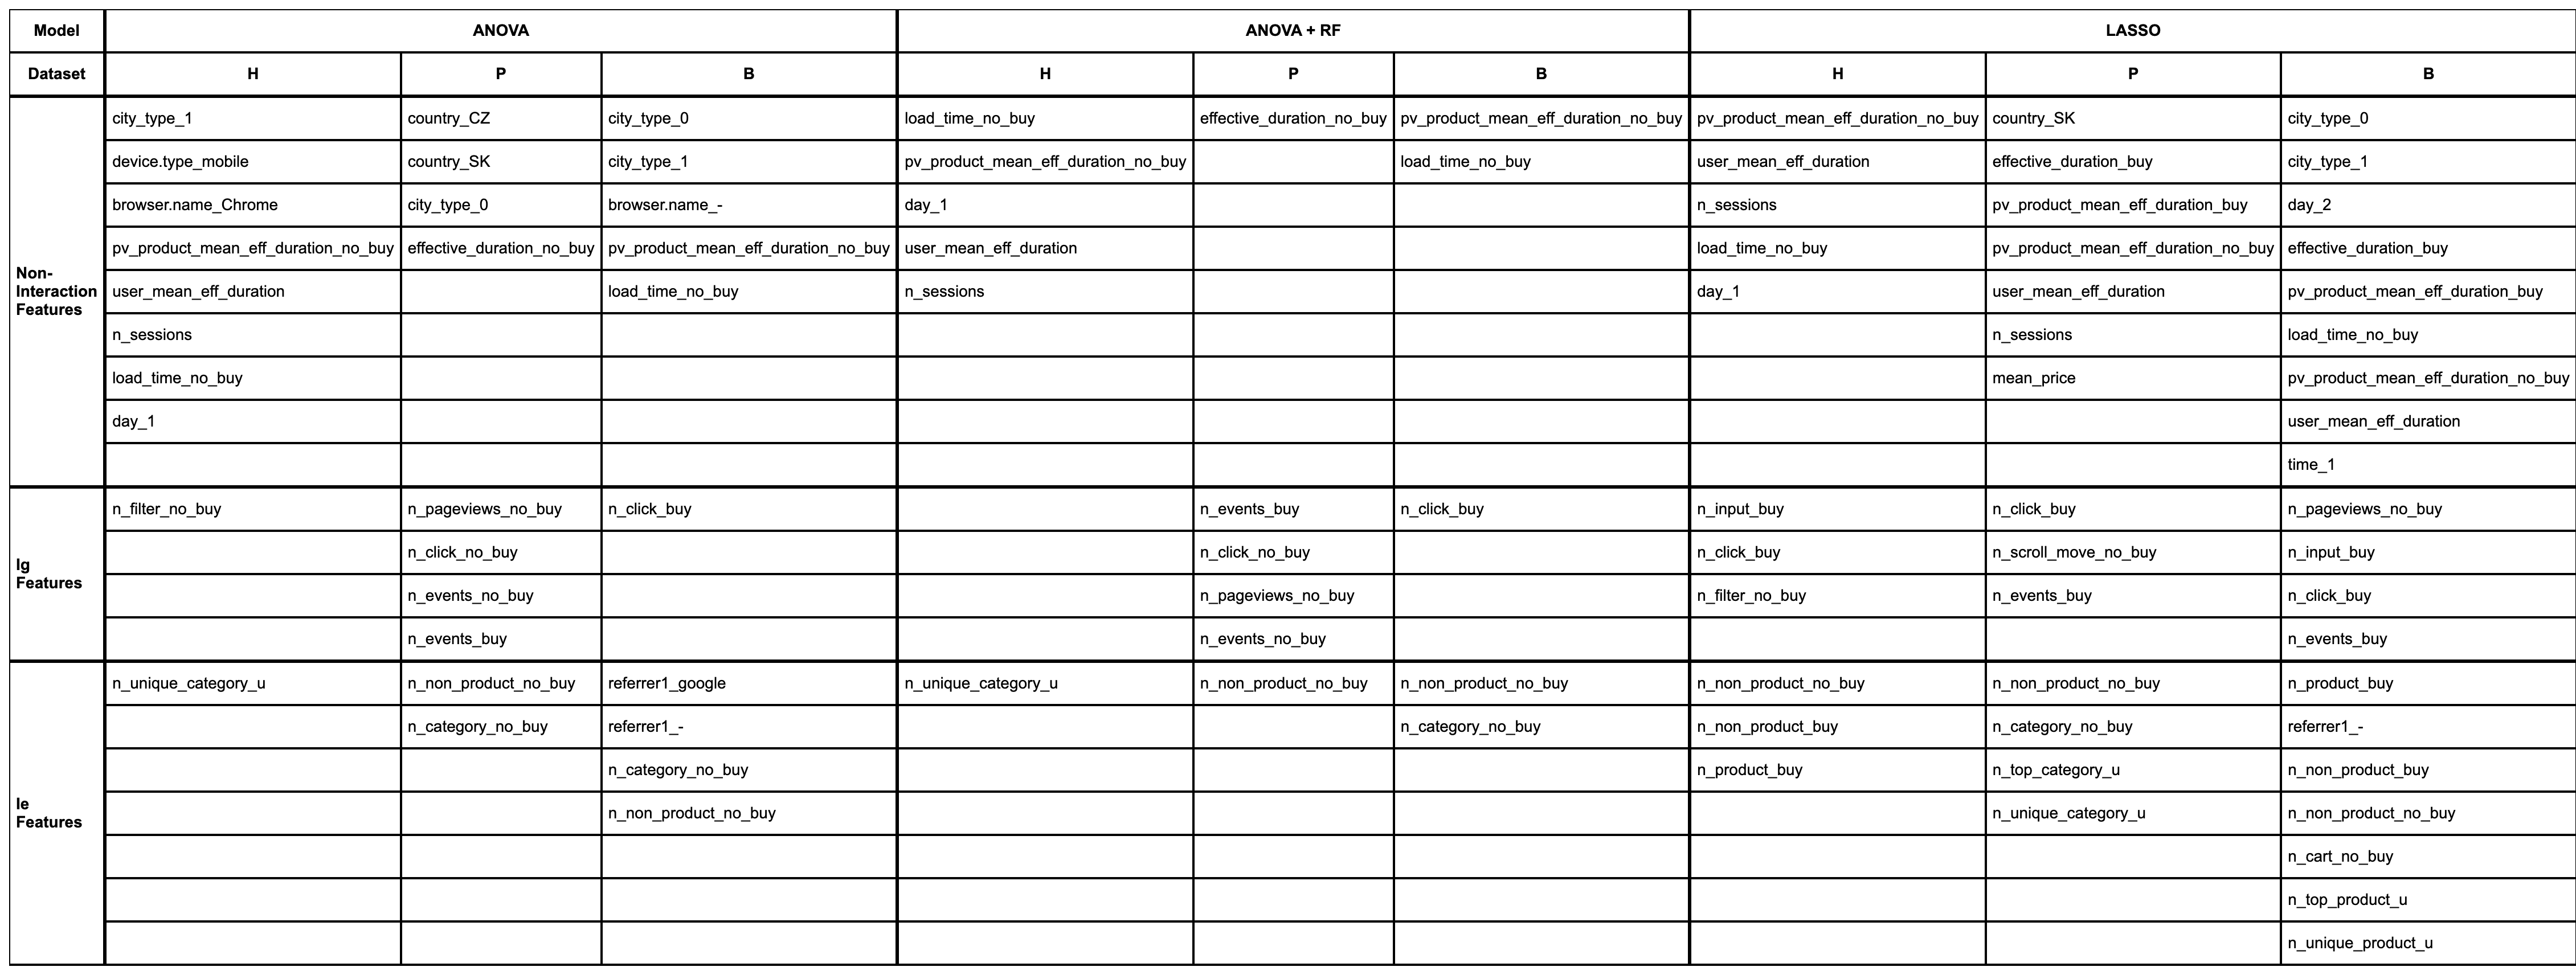 Model ANOVA ANOVA + RF LASSO
Dataset H P B H P B H P B
city_type_1 country_CZ city_type_0 load_time_no_buy effective_duration_no_buy pv_product_mean_eff_duration_no_buy pv_product_mean_eff_duration_no_buy country_SK city_type_0
device.type_mobile country_SK city_type_1 pv_product_mean_eff_duration_no_buy load_time_no_buy user_mean_eff_duration effective_duration_buy city_type_1
browser.name_Chrome city_type_0 browser.name_- day_1 n_sessions pv_product_mean_eff_duration_buy day_2
pv_product_mean_eff_duration_no_buy effective_duration_no_buy pv_product_mean_eff_duration_no_buy user_mean_eff_duration load_time_no_buy pv_product_mean_eff_duration_no_buy effective_duration_buy
Non-
Interaction
Features
user_mean_eff_duration load_time_no_buy n_sessions day_1 user_mean_eff_duration pv_product_mean_eff_duration_buy
n_sessions n_sessions load_time_no_buy
load_time_no_buy mean_price pv_product_mean_eff_duration_no_buy
day_1 user_mean_eff_duration
time_1
n_filter_no_buy n_pageviews_no_buy n_click_buy n_events_buy n_click_buy n_input_buy n_click_buy n_pageviews_no_buy
n_click_no_buy n_click_no_buy n_click_buy n_scroll_move_no_buy n_input_buy
Ig
Features
n_events_no_buy n_pageviews_no_buy n_filter_no_buy n_events_buy n_click_buy
n_events_buy n_events_no_buy n_events_buy
n_unique_category_u n_non_product_no_buy referrer1_google n_unique_category_u n_non_product_no_buy n_non_product_no_buy n_non_product_no_buy n_non_product_no_buy n_product_buy
n_category_no_buy referrer1_- n_category_no_buy n_non_product_buy n_category_no_buy referrer1_-
n_category_no_buy n_product_buy n_top_category_u n_non_product_buy
Ie
Features
n_non_product_no_buy n_unique_category_u n_non_product_no_buy
n_cart_no_buy
n_top_product_u
n_unique_product_u